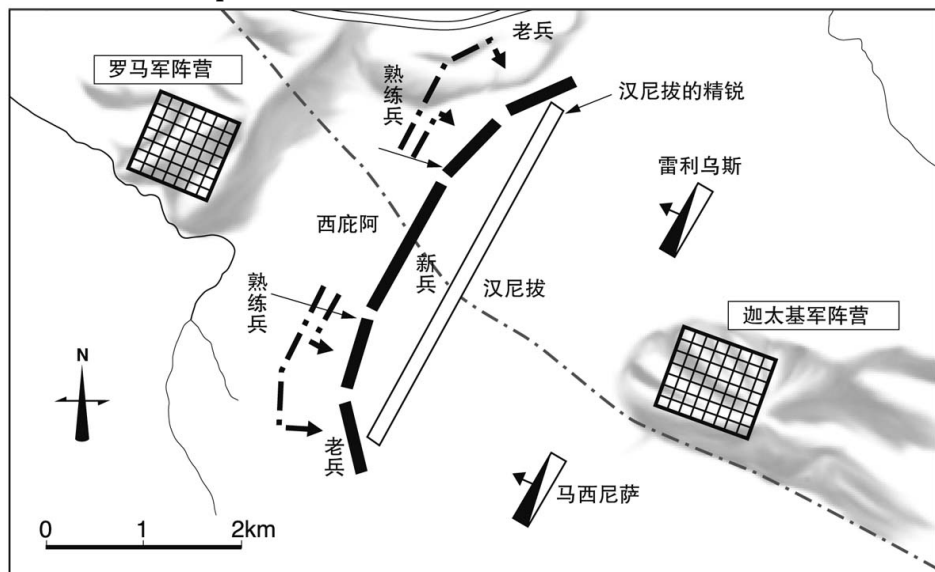 老兵
罗马军阵营
熟练兵
汉尼拔的精锐
雷利乌斯
西庇阿
新兵
熟练兵
汉尼拔
迦太基军阵营
N
老兵
马西尼萨
0 1 2km